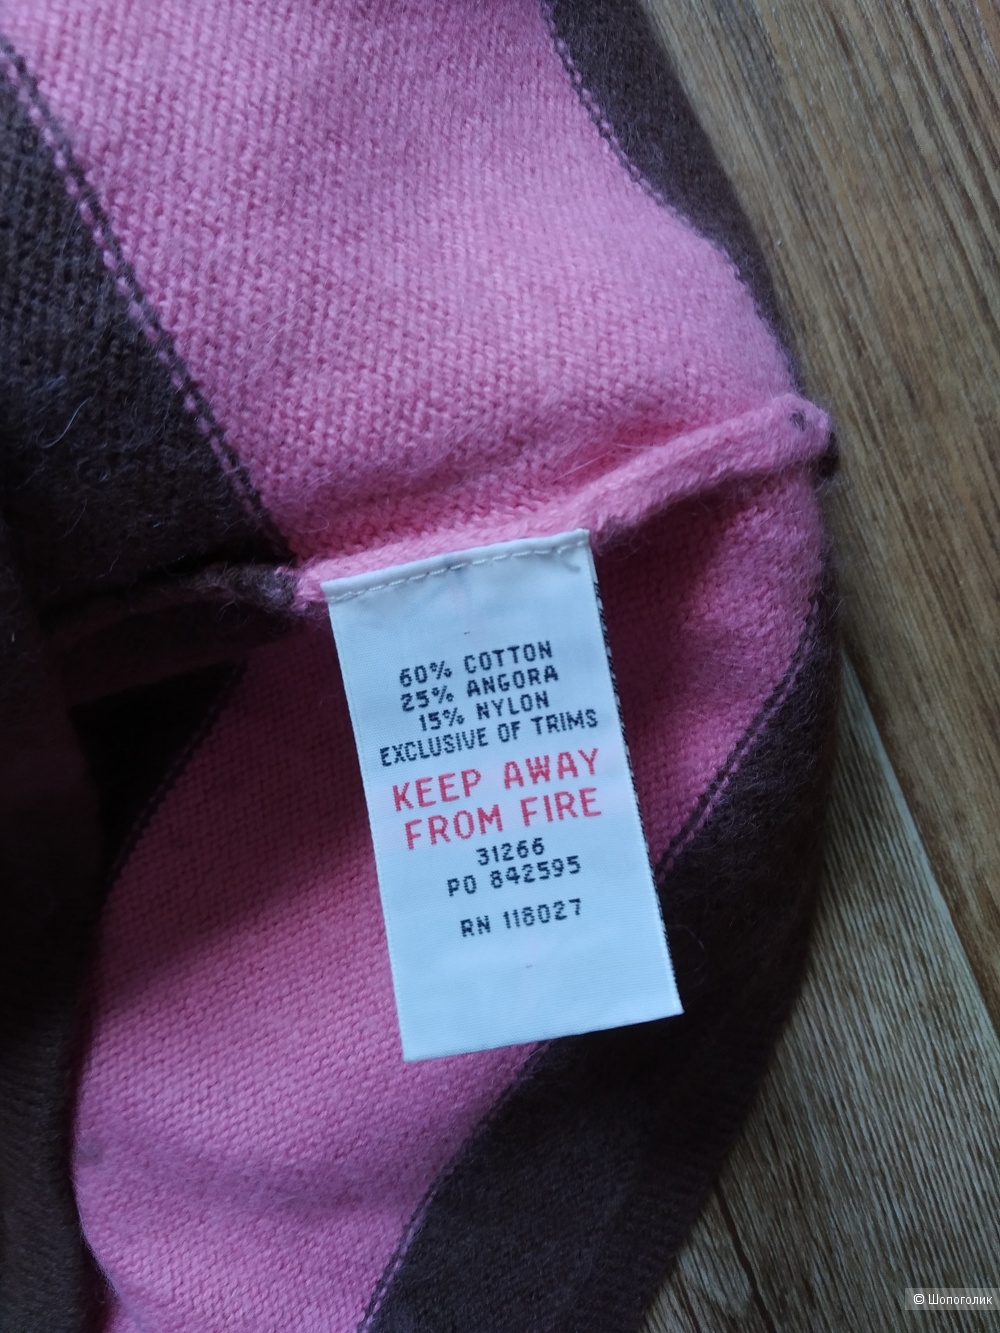 60% COTTON
25% ANGORA
15% NYLON
EXCLUSIVE OF TRIMS
KEEP AWAY
FROM FIRE
31266
PO 842595
RN 118027
© Шопоголик